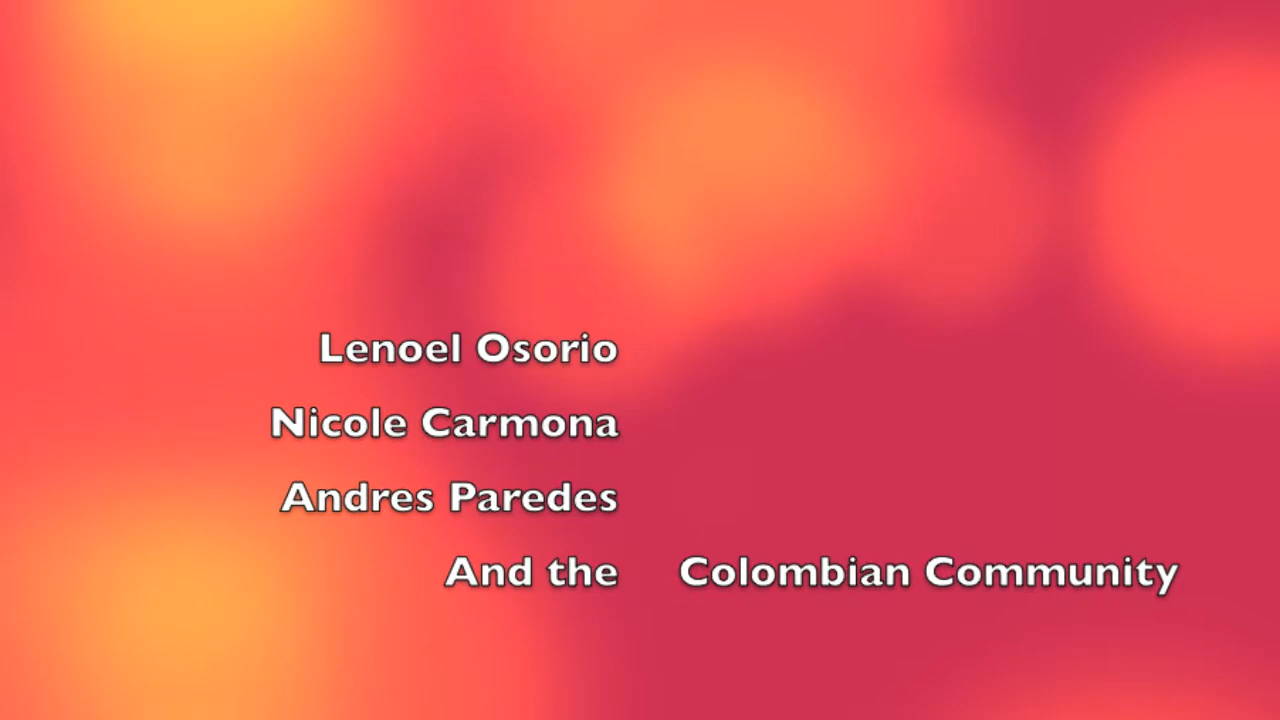 Lenoel Osorio
Nicole Carmona
Andres Paredes
And the Colombian Community